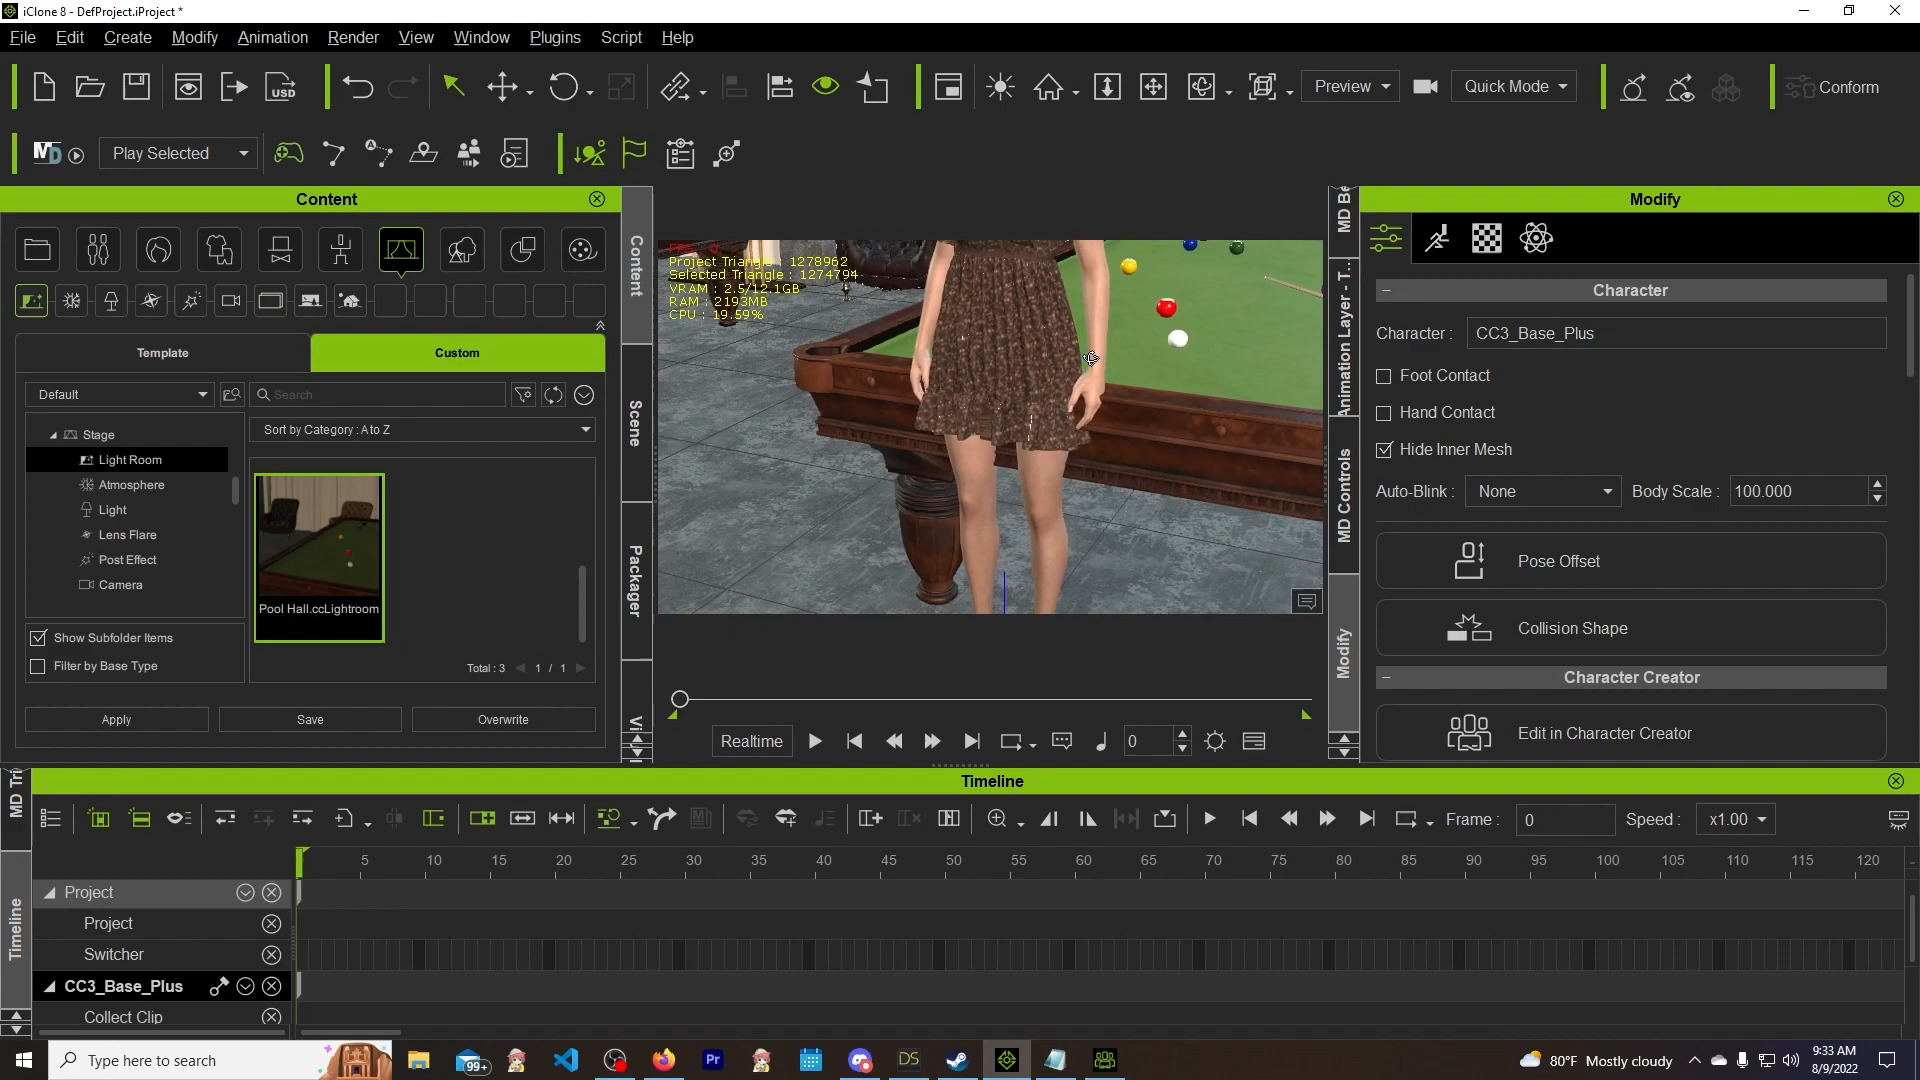 iClone 8 - DefProject.iProject *
File Edit Create Modify Animation Render View Window Plugins Script Help
USD
Preview
Quick Mode
Conform
MD
Play Selected
Content
Modify
Content
Scene
Packager
MD Controls
Modify
Template
Custom
Default
Search
Sort by Category : A to Z
Stage
Light Room
Atmosphere
Light
Lens Flare
Post Effect
Camera
Pool Hall.ccLightroom
Show Subfolder Items
Filter by Base Type
Total : 3 1 / 1
Apply
Save
Overwrite
Project Triangle : 1278962
Selected Triangle : 1274794
VRAM : 2.5/12.1GB
RAM : 2193MB
CPU : 19.59%
Realtime
0
Character
Character : CC3_Base_Plus
Foot Contact
Hand Contact
Hide Inner Mesh
Auto-Blink : None Body Scale : 100.000
Pose Offset
Collision Shape
Character Creator
Edit in Character Creator
Timeline
Timeline
Frame : 0 Speed : x1.00
5 10 15 20 25 30 35 40 45 50 55 60 65 70 75 80 85 90 95 100 105 110 115 120
Project
Project
Switcher
CC3_Base_Plus
Collect Clip
Type here to search
99+
Pr
DS
80°F Mostly cloudy
9:33 AM
8/9/2022